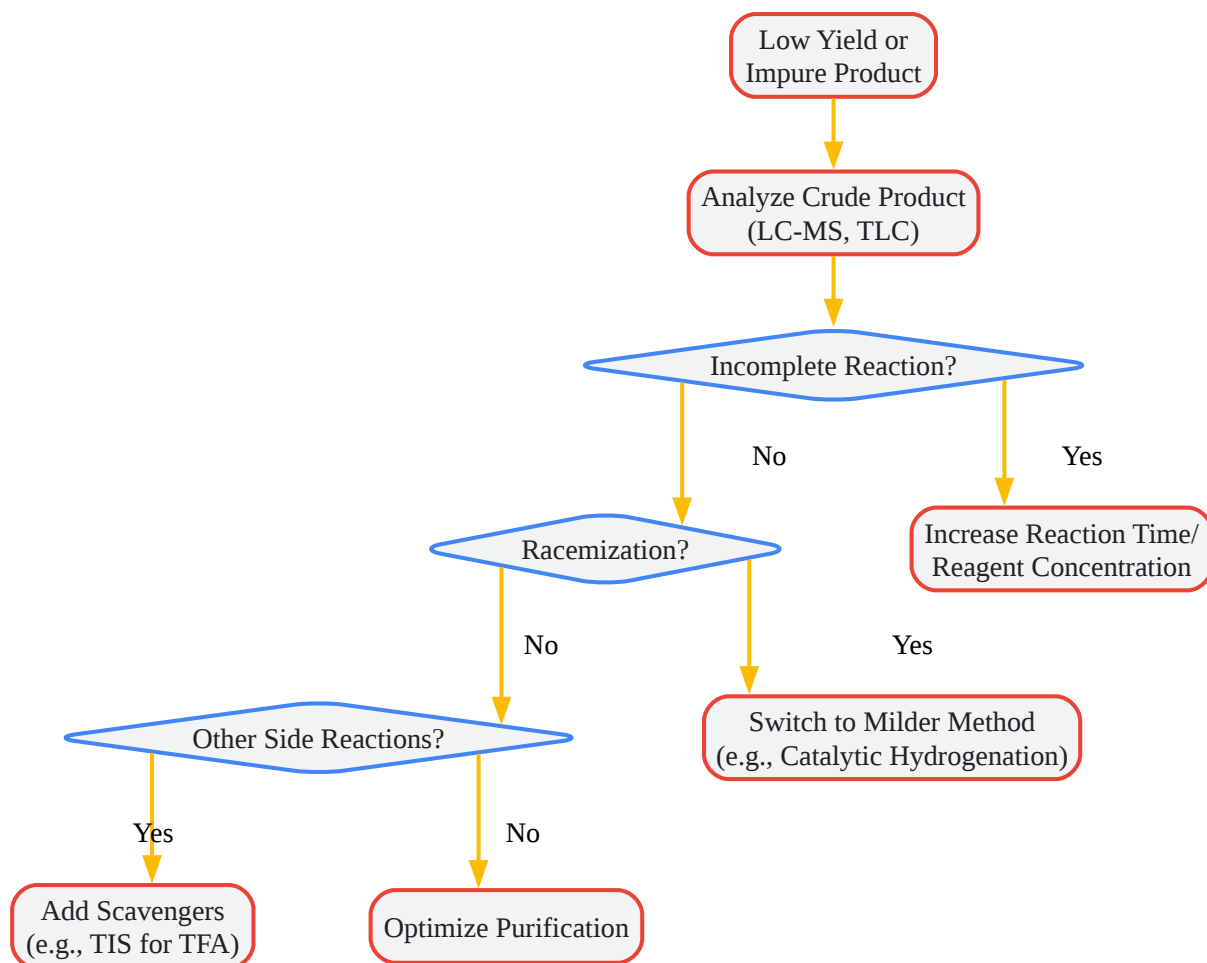 Low Yield or
Impure Product
Analyze Crude Product
(LC-MS, TLC)
Incomplete Reaction?
No
Yes
Increase Reaction Time/
Reagent Concentration
Racemization?
No
Yes
Switch to Milder Method
(e.g., Catalytic Hydrogenation)
Other Side Reactions?
Yes
No
Add Scavengers
(e.g., TIS for TFA)
Optimize Purification